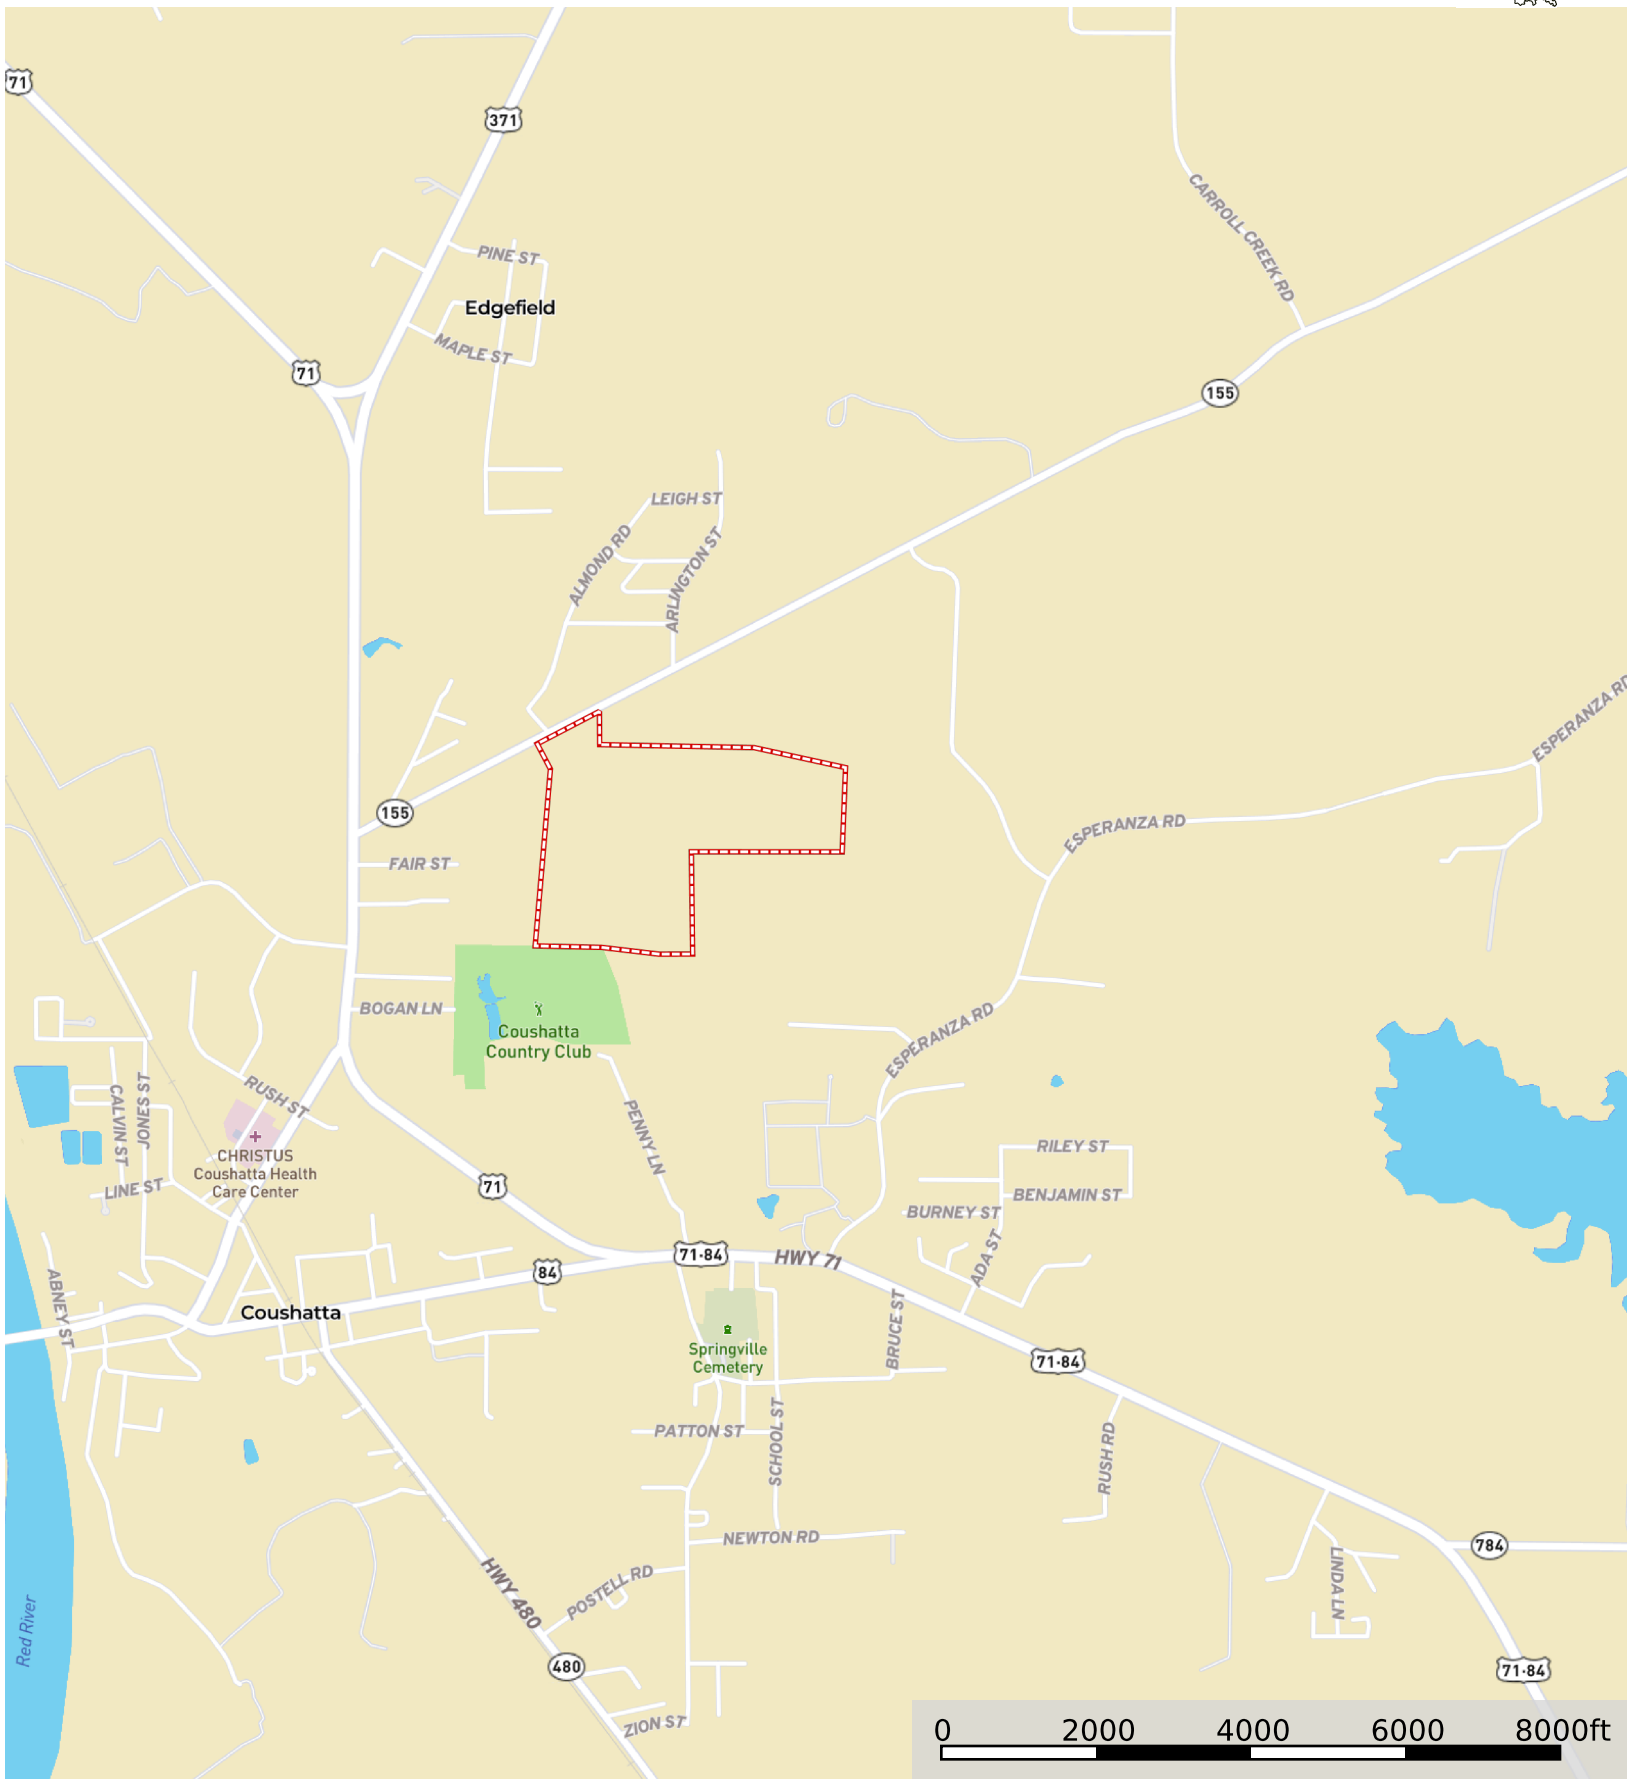 71
371
CARROLL CREEK RD
PINE ST
Edgefield
MAPLE ST
71
155
LEIGH ST
ALMOND RD
ARLINGTON ST
ESPERANZA RD
155
ESPERANZA RD
FAIR ST
BOGAN LN
Coushatta
Country Club
ESPERANZA RD
CALVIN ST
JONES ST
RUSH ST
PENNY LN
CHRISTUS
Coushatta Health
Care Center
LINE ST
71
RILEY ST
BENJAMIN ST
BURNEY ST
ADA ST
71-84
HWY 71
84
ABNEY ST
Coushatta
BRUCE ST
Springville
Cemetery
71-84
PATTON ST
SCHOOL ST
RUSH RD
NEWTON RD
784
HWY 480
POSTELL RD
LINDA LN
Red River
480
71-84
ZION ST
0 2000 4000 6000 8000ft